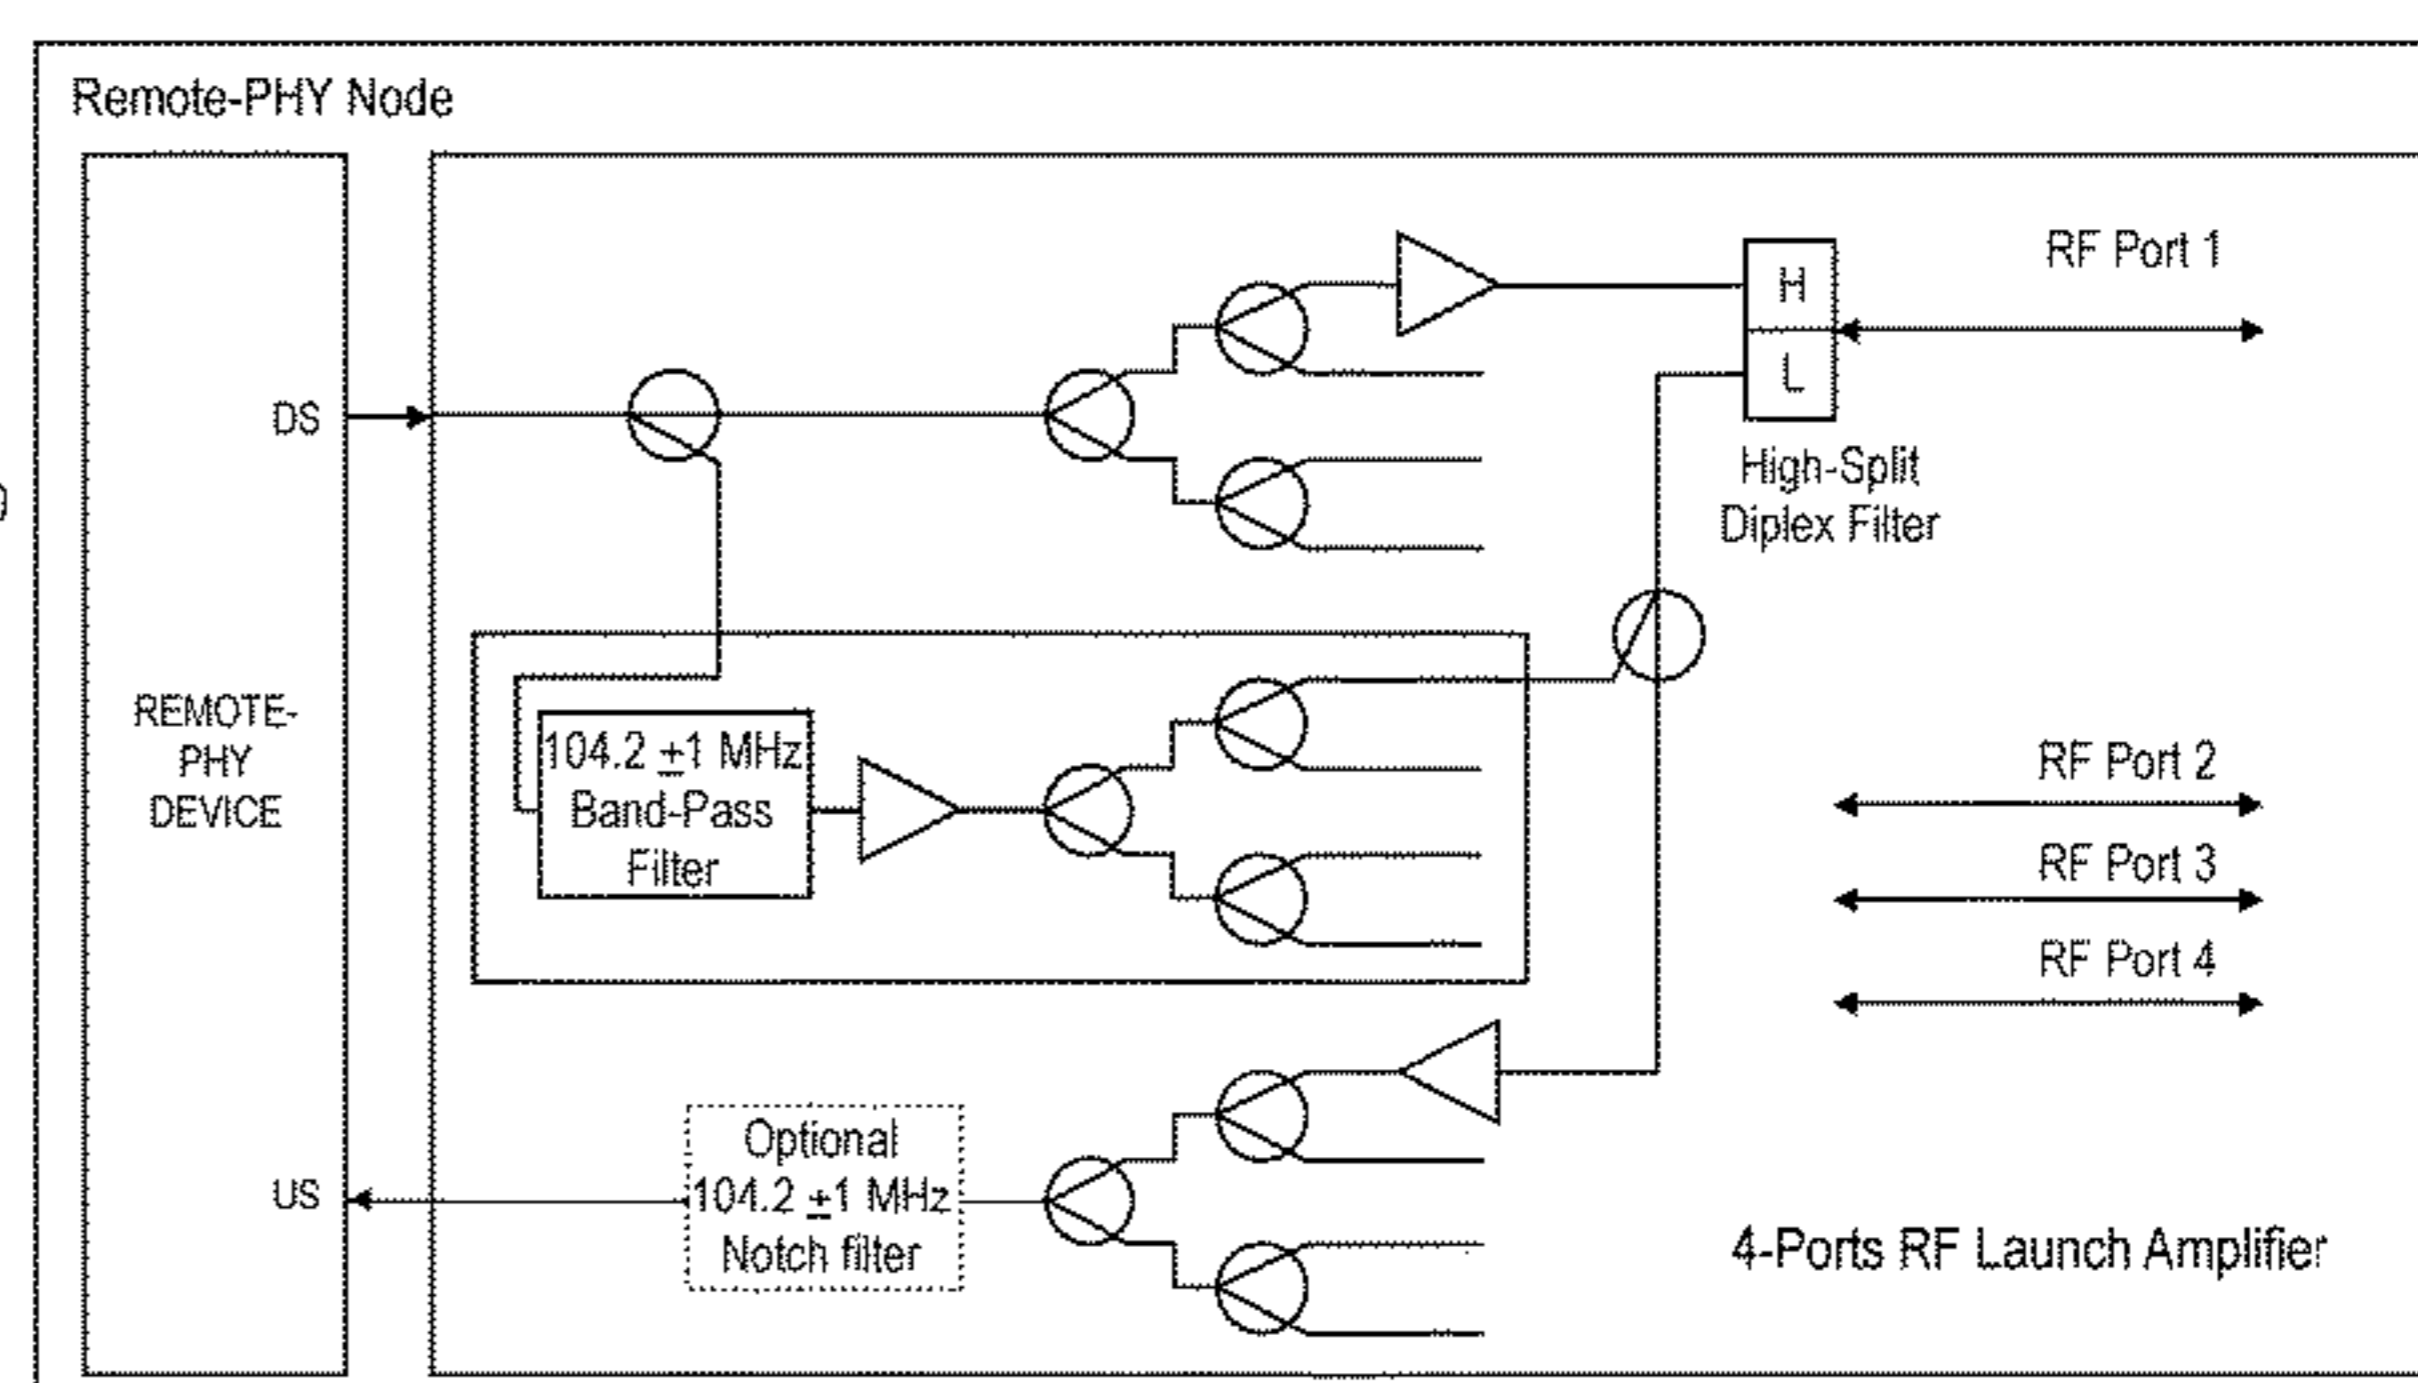 Remote-PHY Node
RF Port 1
H
L
DS
High-Split
Diplex Filter
REMOTE-
PHY
DEVICE
104.2 ±1 MHz
Band-Pass
Filter
RF Port 2
RF Port 3
RF Port 4
Optional
104.2 ±1 MHz
Notch filter
US
4-Ports RF Launch Amplifier